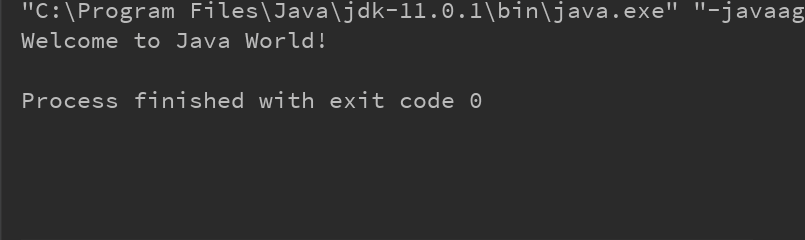 "C:\Program Files\Java\jdk-11.0.1\bin\java.exe" "-javaag
Welcome to Java World!
Process finished with exit code 0